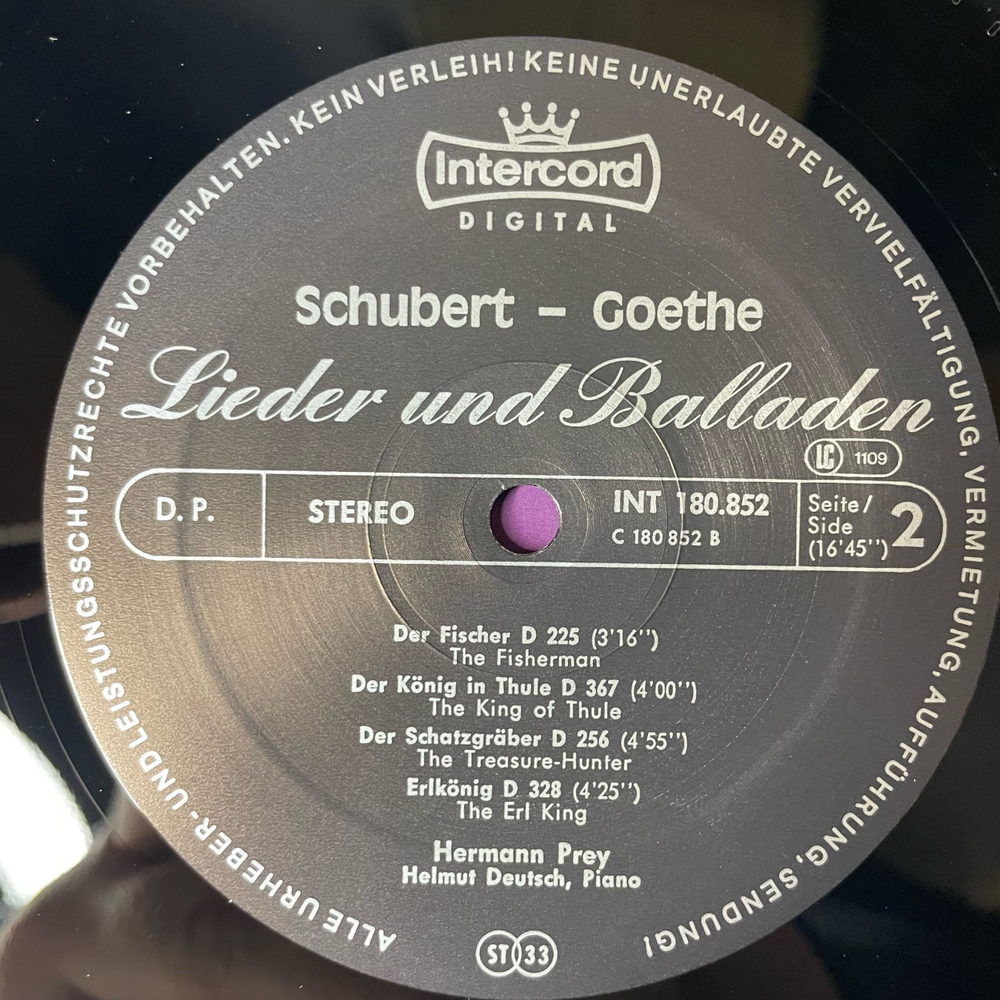 ALLE URHEBER- UND LEISTUNGSSCHUTZRECHTE VORBEHALTEN. KEIN VERLEIH! KEINE UNERLAUBTE VERVIELFÄLTIGUNG, VERMIETUNG, AUFFÜHRUNG, SENDUNG!
Intercord
DIGITAL
Schubert – Goethe
Lieder und Balladen
LC 1109
D. P. STEREO INT 180.852 Seite/
C 180 852 B Side 2
(16'45'')
Der Fischer D 225 (3'16'')
The Fisherman
Der König in Thule D 367 (4'00'')
The King of Thule
Der Schatzgräber D 256 (4'55'')
The Treasure-Hunter
Erlkönig D 328 (4'25'')
The Erl King
Hermann Prey
Helmut Deutsch, Piano
ST 33